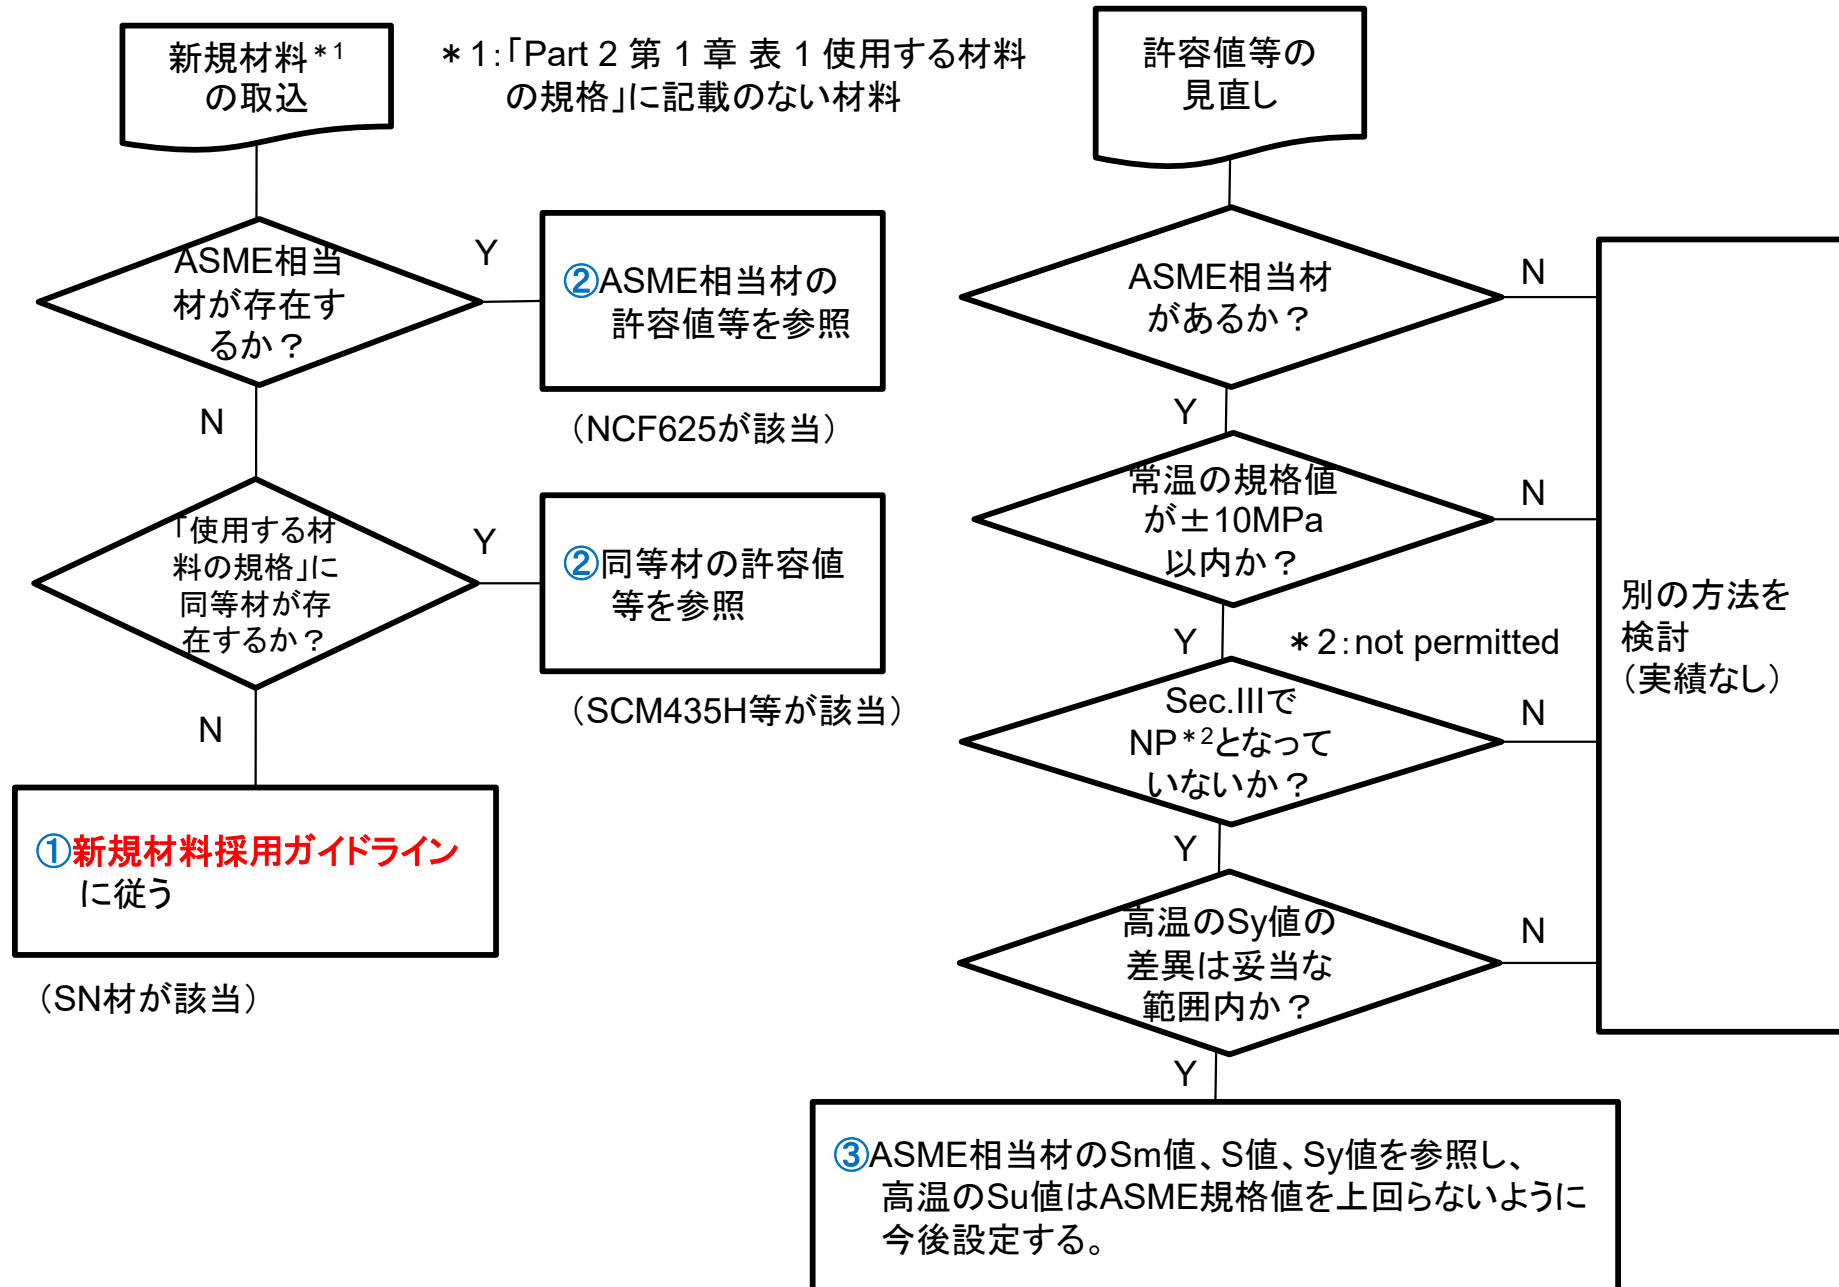 新規材料*1
の取込
*1:「Part 2 第 1 章 表 1 使用する材料
の規格」に記載のない材料
ASME相当
材が存在す
るか？
Y
②ASME相当材の
許容値等を参照
（NCF625が該当）
N
「使用する材
料の規格」に
同等材が存
在するか？
Y
②同等材の許容値
等を参照
（SCM435H等が該当）
N
①新規材料採用ガイドライン
に従う
（SN材が該当）
許容値等の
見直し
ASME相当材
があるか？
N
Y
常温の規格値
が±10MPa
以内か？
N
Y
*2:not permitted
Sec.IIIで
NP*2となって
いないか？
N
Y
高温のSy値の
差異は妥当な
範囲内か？
N
Y
別の方法を
検討
（実績なし）
③ASME相当材のSm値、S値、Sy値を参照し、
高温のSu値はASME規格値を上回らないように
今後設定する。